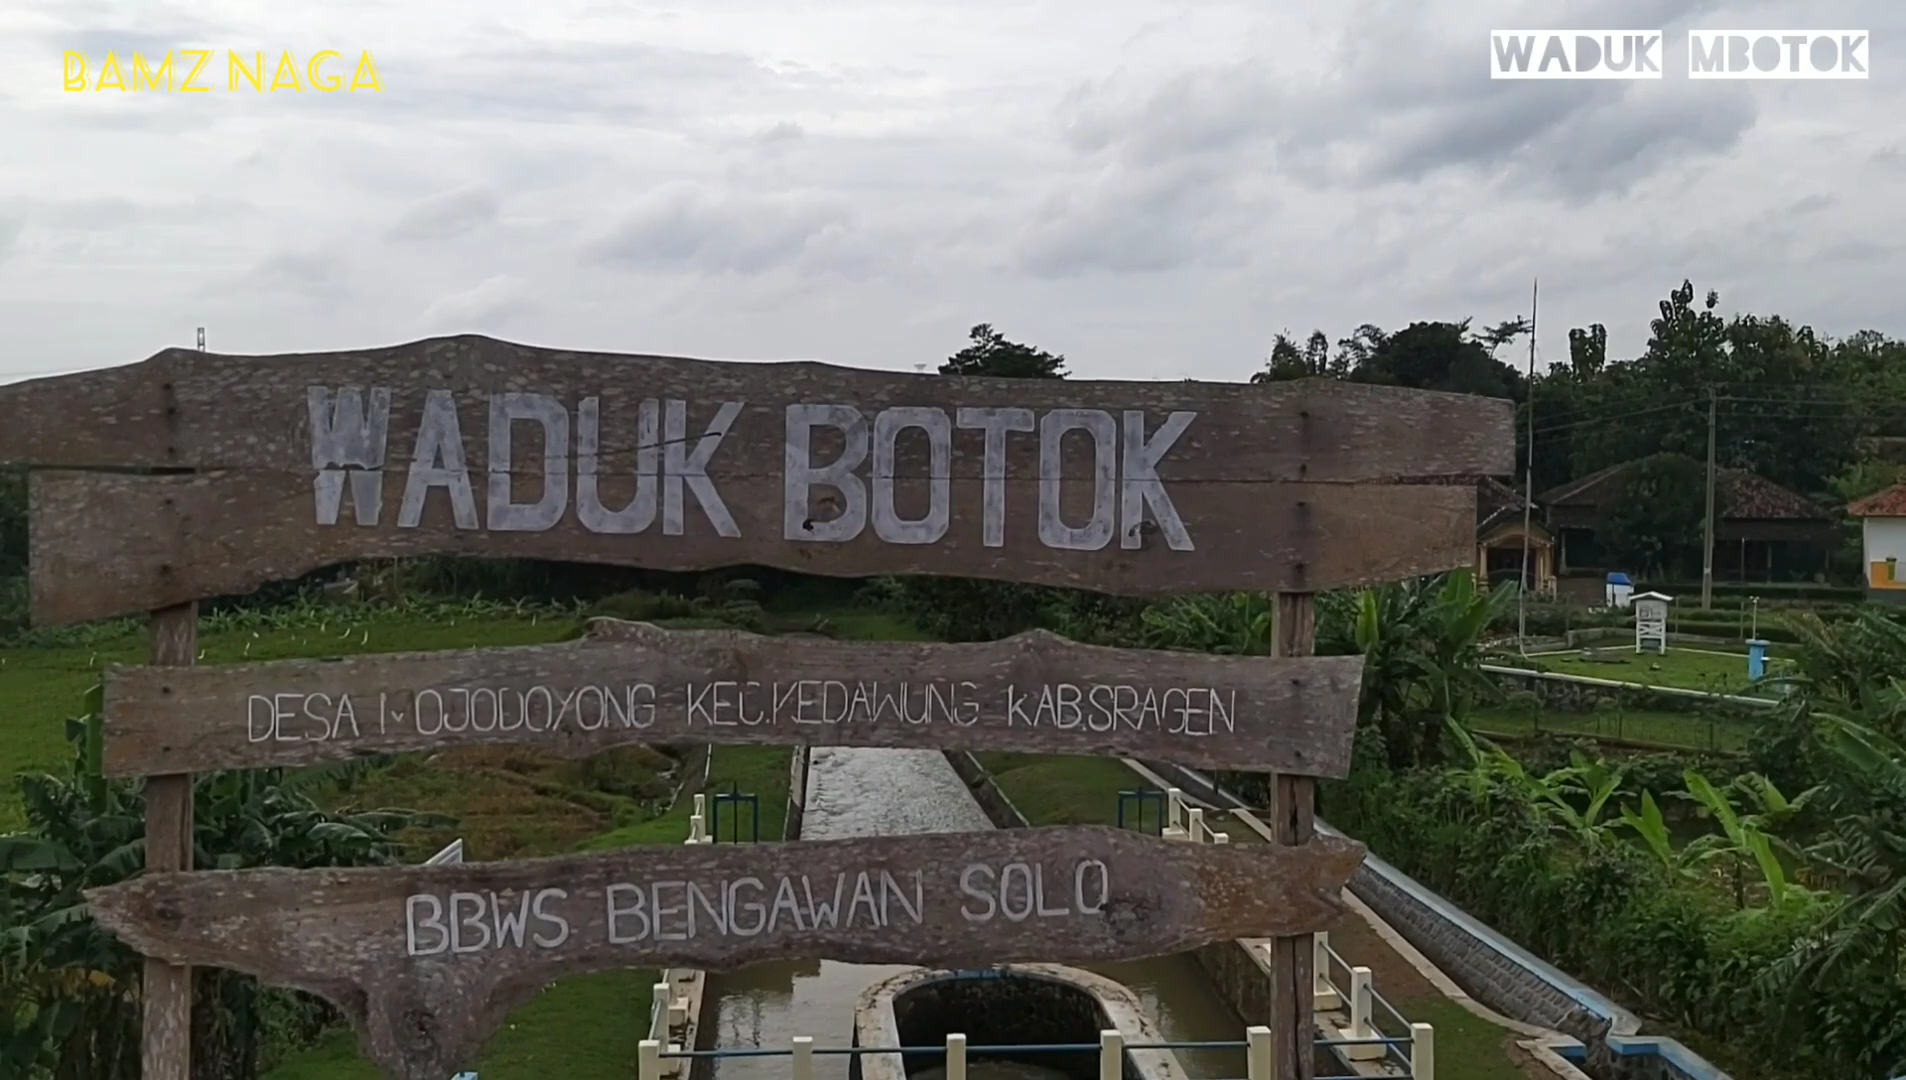 BAMZ NAGA
WADUK MBOTOK
WADUK BOTOK
DESA MOJODOYONG KEC.KEDAWUNG KAB.SRAGEN
BBWS BENGAWAN SOLO